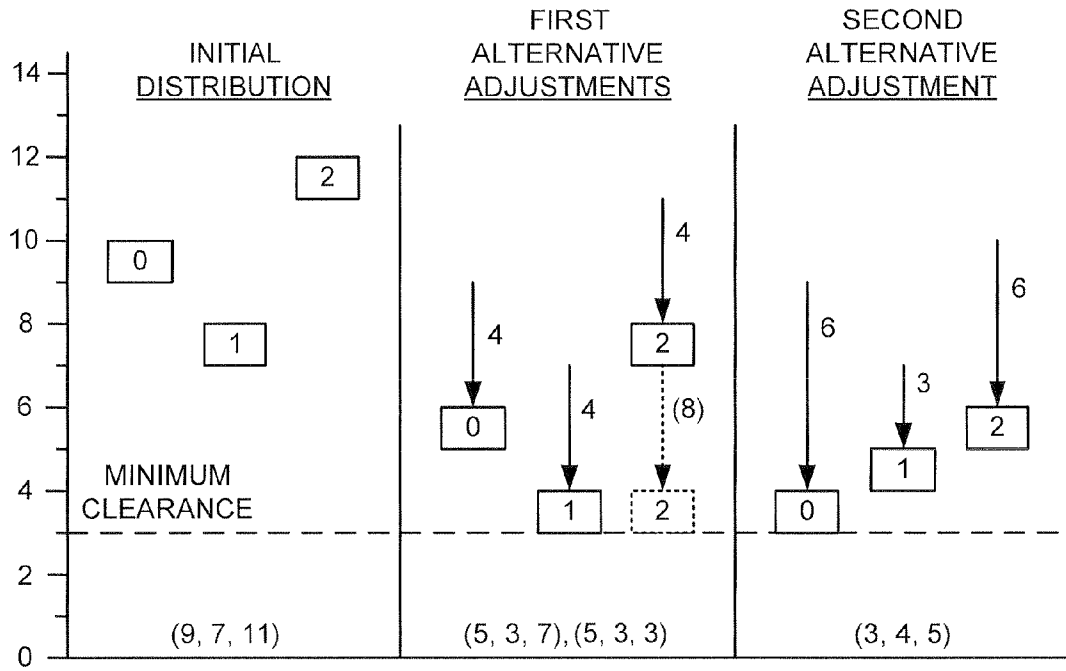 INITIAL
DISTRIBUTION
FIRST
ALTERNATIVE
ADJUSTMENTS
SECOND
ALTERNATIVE
ADJUSTMENT
14
12
10
8
6
4
2
0
0
1
2
MINIMUM
CLEARANCE
(9, 7, 11)
4
0
4
1
4
2
(8)
2
(5, 3, 7), (5, 3, 3)
6
0
3
1
6
2
(3, 4, 5)